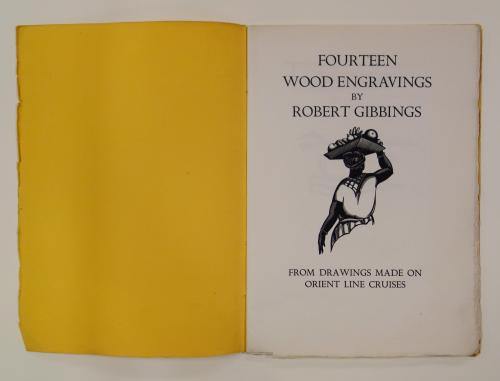 FOURTEEN
WOOD ENGRAVINGS
BY
ROBERT GIBBINGS
FROM DRAWINGS MADE ON
ORIENT LINE CRUISES